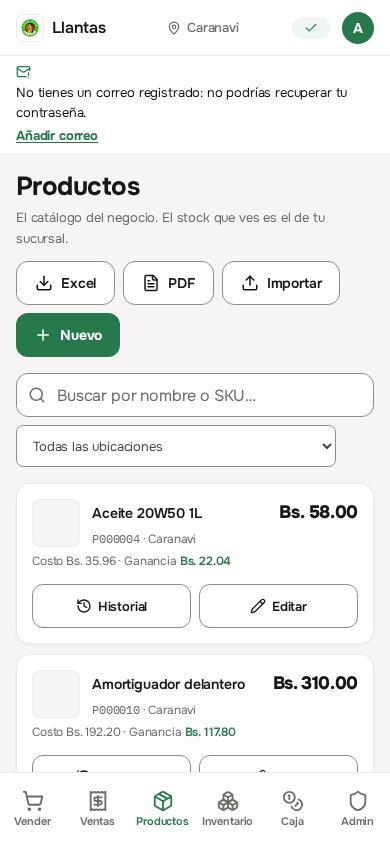 Llantas
Caranavi
A
No tienes un correo registrado: no podrías recuperar tu
contraseña.
Añadir correo
Productos
El catálogo del negocio. El stock que ves es el de tu
sucursal.
Excel
PDF
Importar
Nuevo
Buscar por nombre o SKU...
Todas las ubicaciones
Aceite 20W50 1L
Bs. 58.00
P000004 · Caranavi
Costo Bs. 35.96 · Ganancia Bs. 22.04
Historial
Editar
Amortiguador delantero
Bs. 310.00
P000010 · Caranavi
Costo Bs. 192.20 · Ganancia Bs. 117.80
Vender
Ventas
Productos
Inventario
Caja
Admin